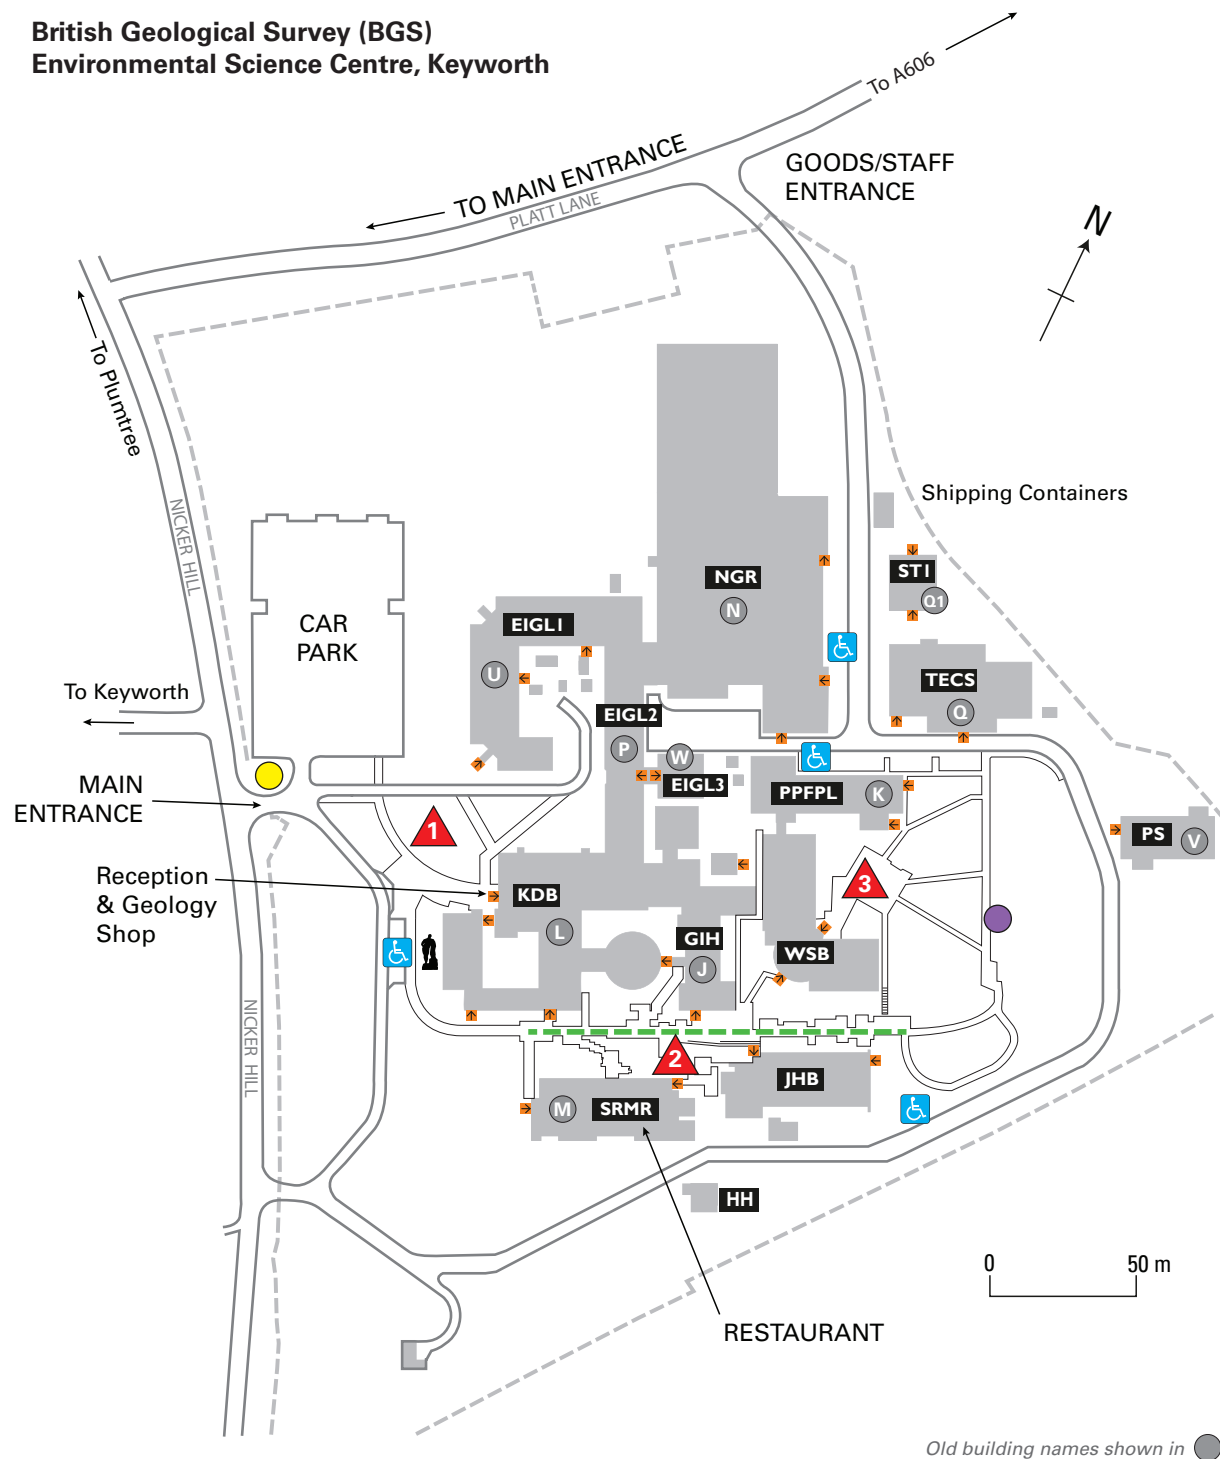 British Geological Survey (BGS)
Environmental Science Centre, Keyworth
To A606
GOODS/STAFF
ENTRANCE
TO MAIN ENTRANCE
PLATT LANE
N
To Plumtree
NICKER HILL
Shipping Containers
STI
Q1
NGR
N
CAR
PARK
EIGL1
U
To Keyworth
TECS
Q
EIGL2
P
W
EIGL3
MAIN
ENTRANCE
PPFPL
K
1
PS
V
Reception
& Geology
Shop
KDB
L
3
GIH
J
WSB
NICKER HILL
2
JHB
M
SRMR
HH
0
50 m
RESTAURANT
Old building names shown in